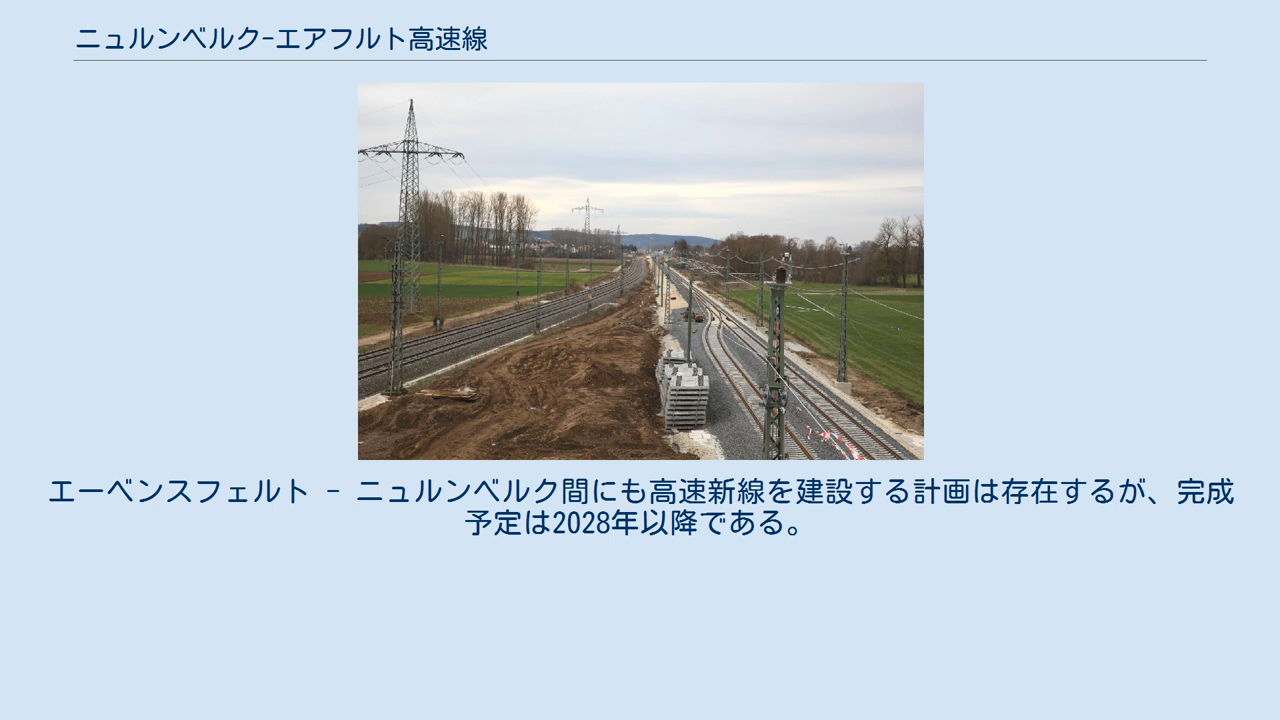 ニュルンベルク-エアフルト高速線
エーベンスフェルト - ニュルンベルク間にも高速新線を建設する計画は存在するが、完成
予定は2028年以降である。